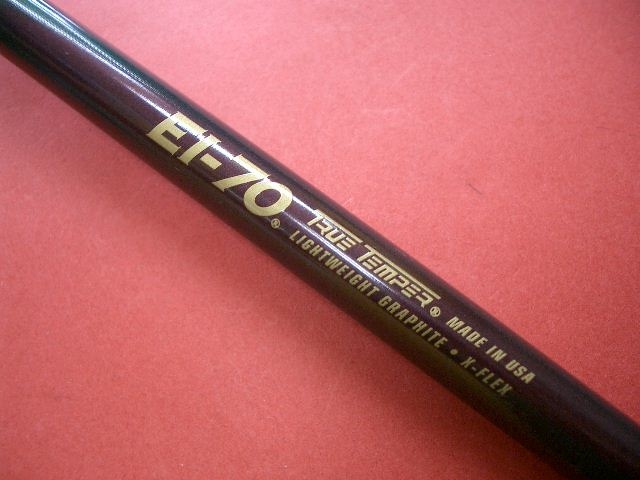 EI-70®
TRUE TEMPER® MADE IN USA
LIGHTWEIGHT GRAPHITE • X-FLEX